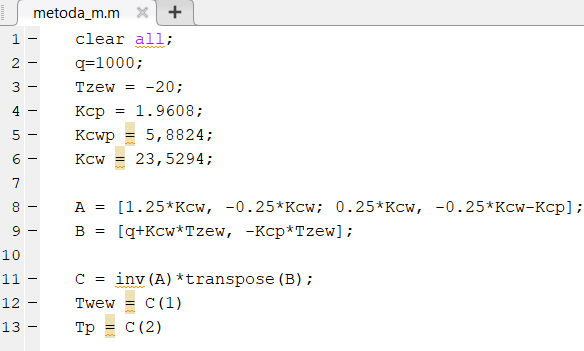 metoda_m.m × +
1 − clear all;
2 − q=1000;
3 − Tzew = -20;
4 − Kcp = 1.9608;
5 − Kcwp = 5,8824;
6 − Kcw = 23,5294;
7
8 − A = [1.25*Kcw, -0.25*Kcw; 0.25*Kcw, -0.25*Kcw-Kcp];
9 − B = [q+Kcw*Tzew, -Kcp*Tzew];
10
11 − C = inv(A)*transpose(B);
12 − Twew = C(1)
13 − Tp = C(2)